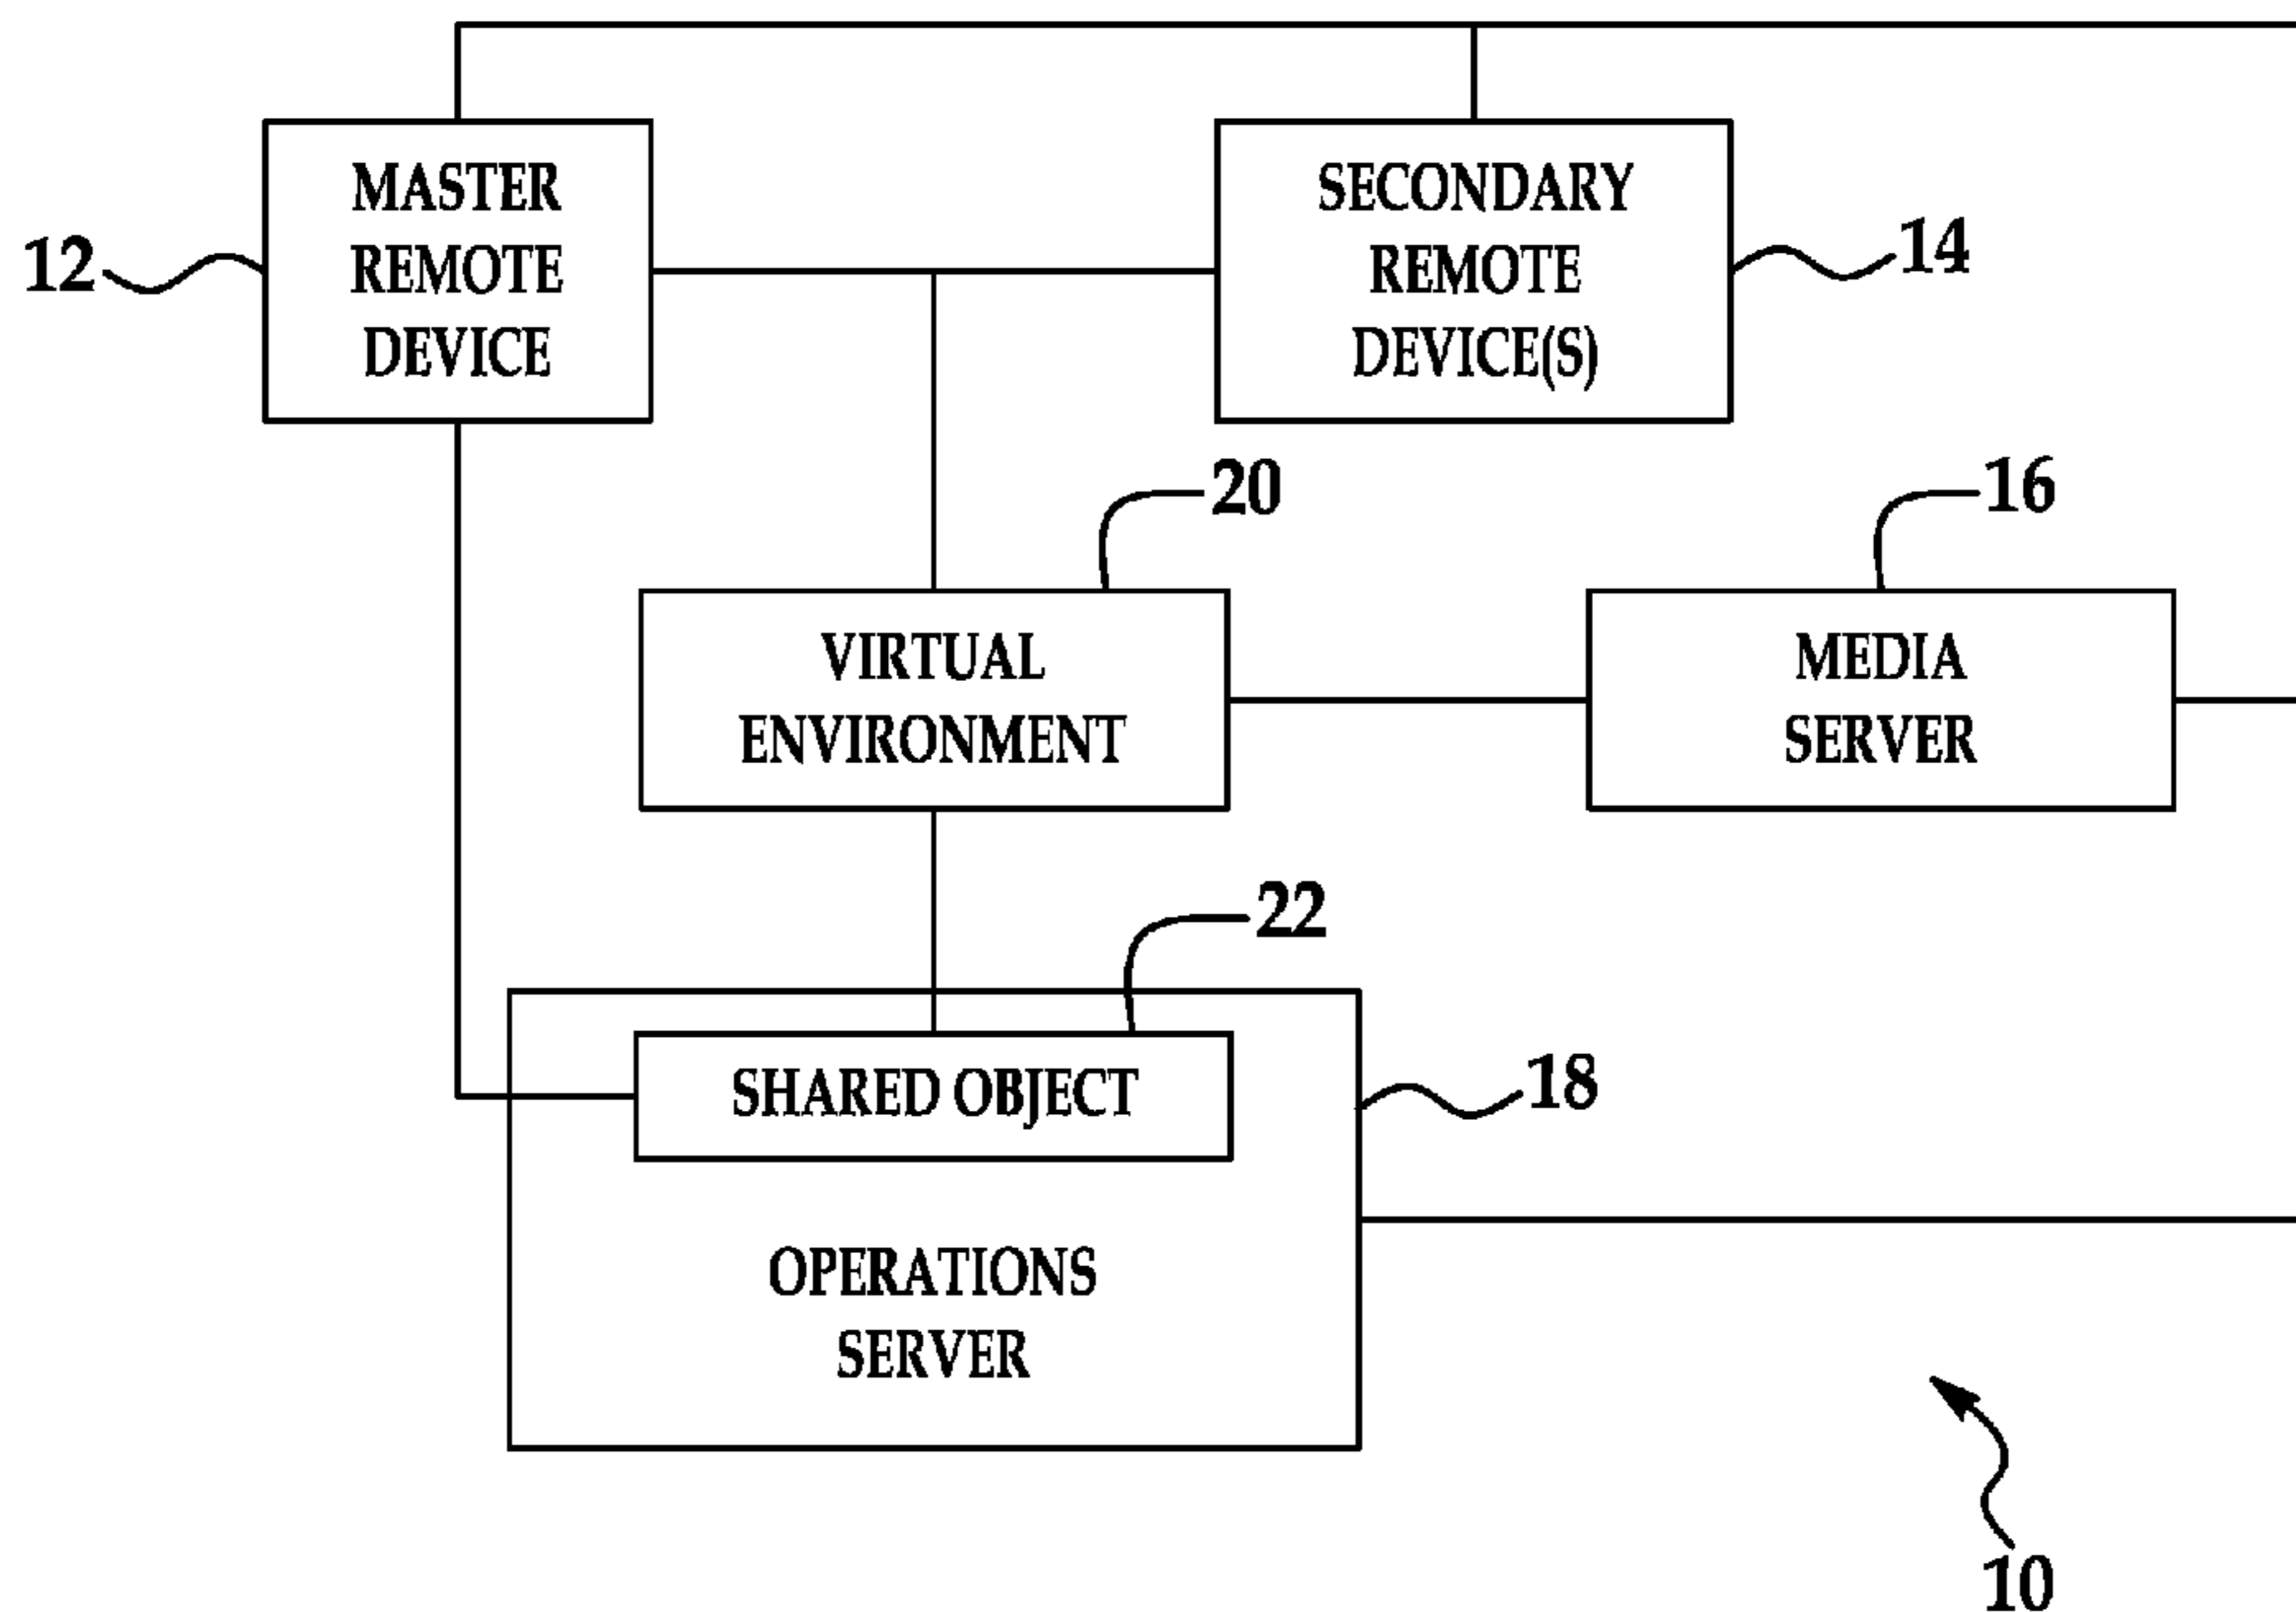 MASTER
REMOTE
DEVICE
12
SECONDARY
REMOTE
DEVICE(S)
14
20
VIRTUAL
ENVIRONMENT
16
MEDIA
SERVER
22
SHARED OBJECT
18
OPERATIONS
SERVER
10